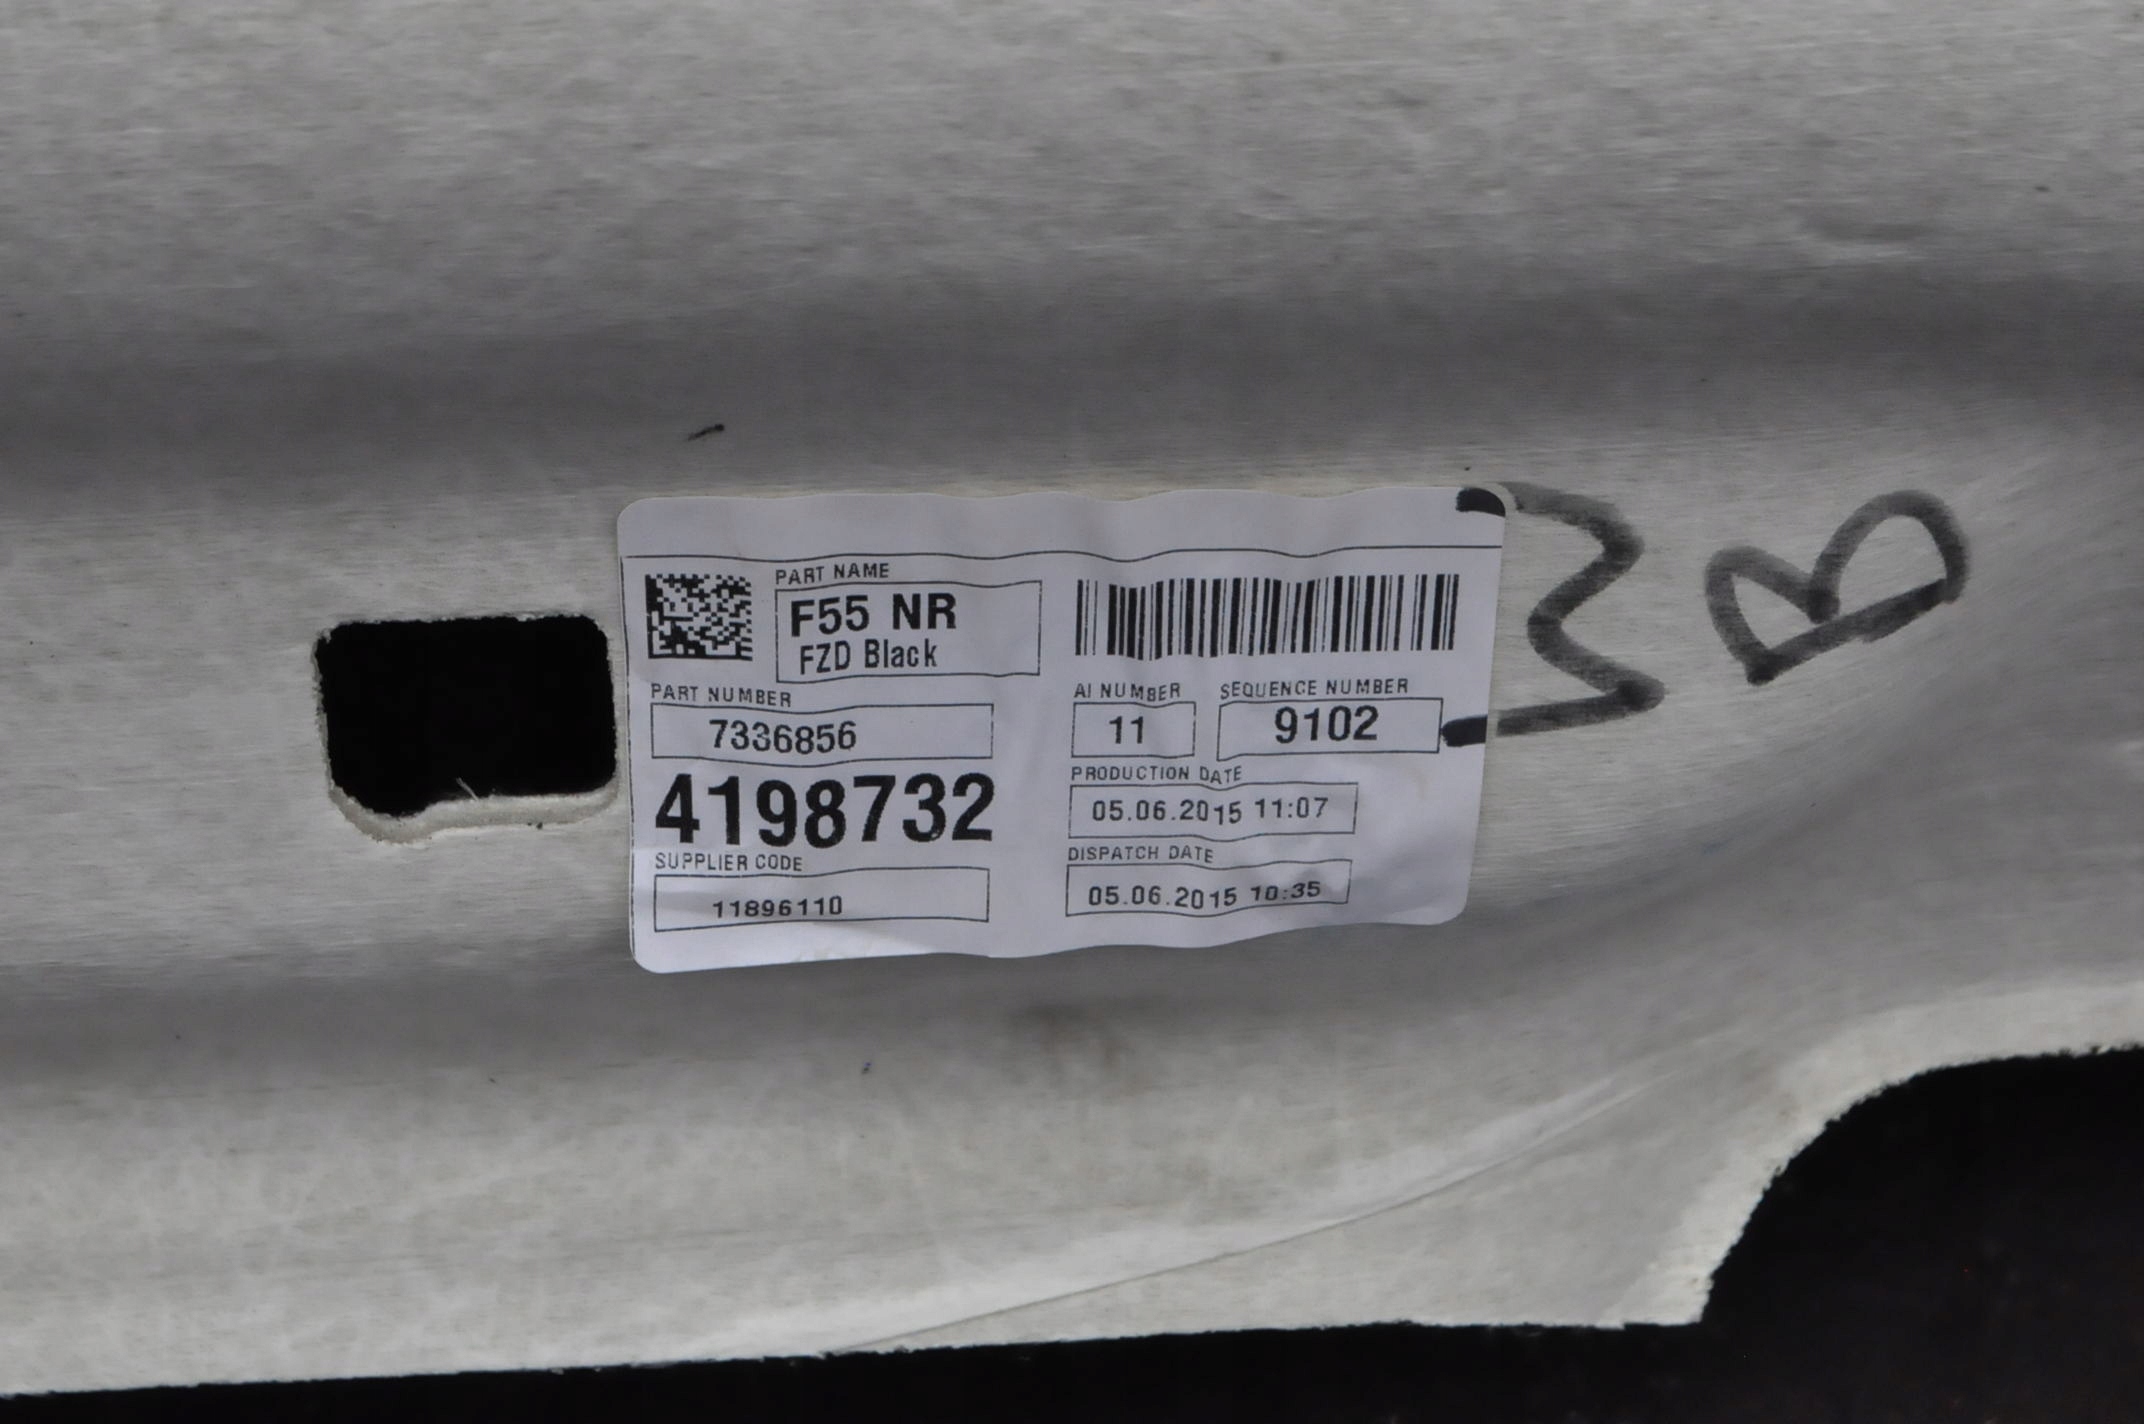 PART NAME
F55 NR
FZD Black
PART NUMBER
7336856
4198732
SUPPLIER CODE
11896110
AI NUMBER
11
SEQUENCE NUMBER
9102
PRODUCTION DATE
05.06.2015 11:07
DISPATCH DATE
05.06.2015 10:35
3 B